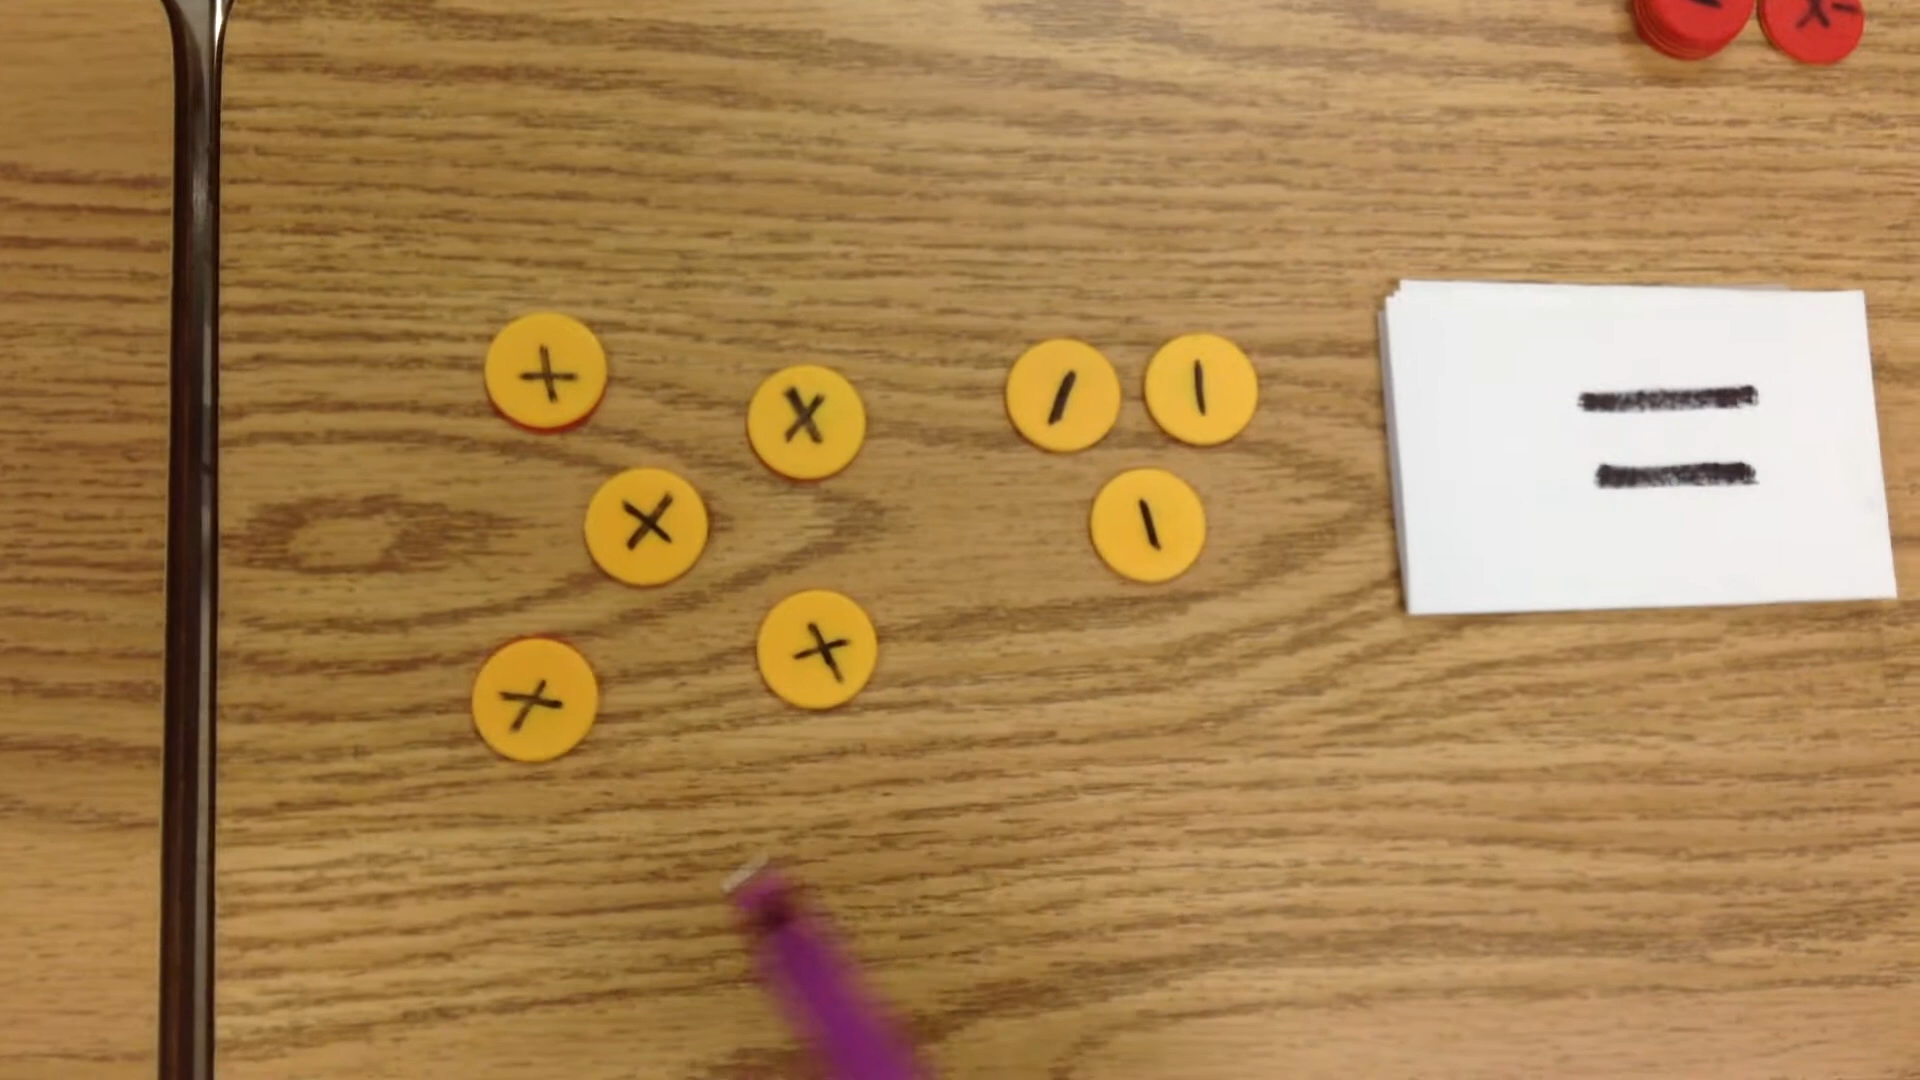 X-
X X 1 1 =
X 1
X X